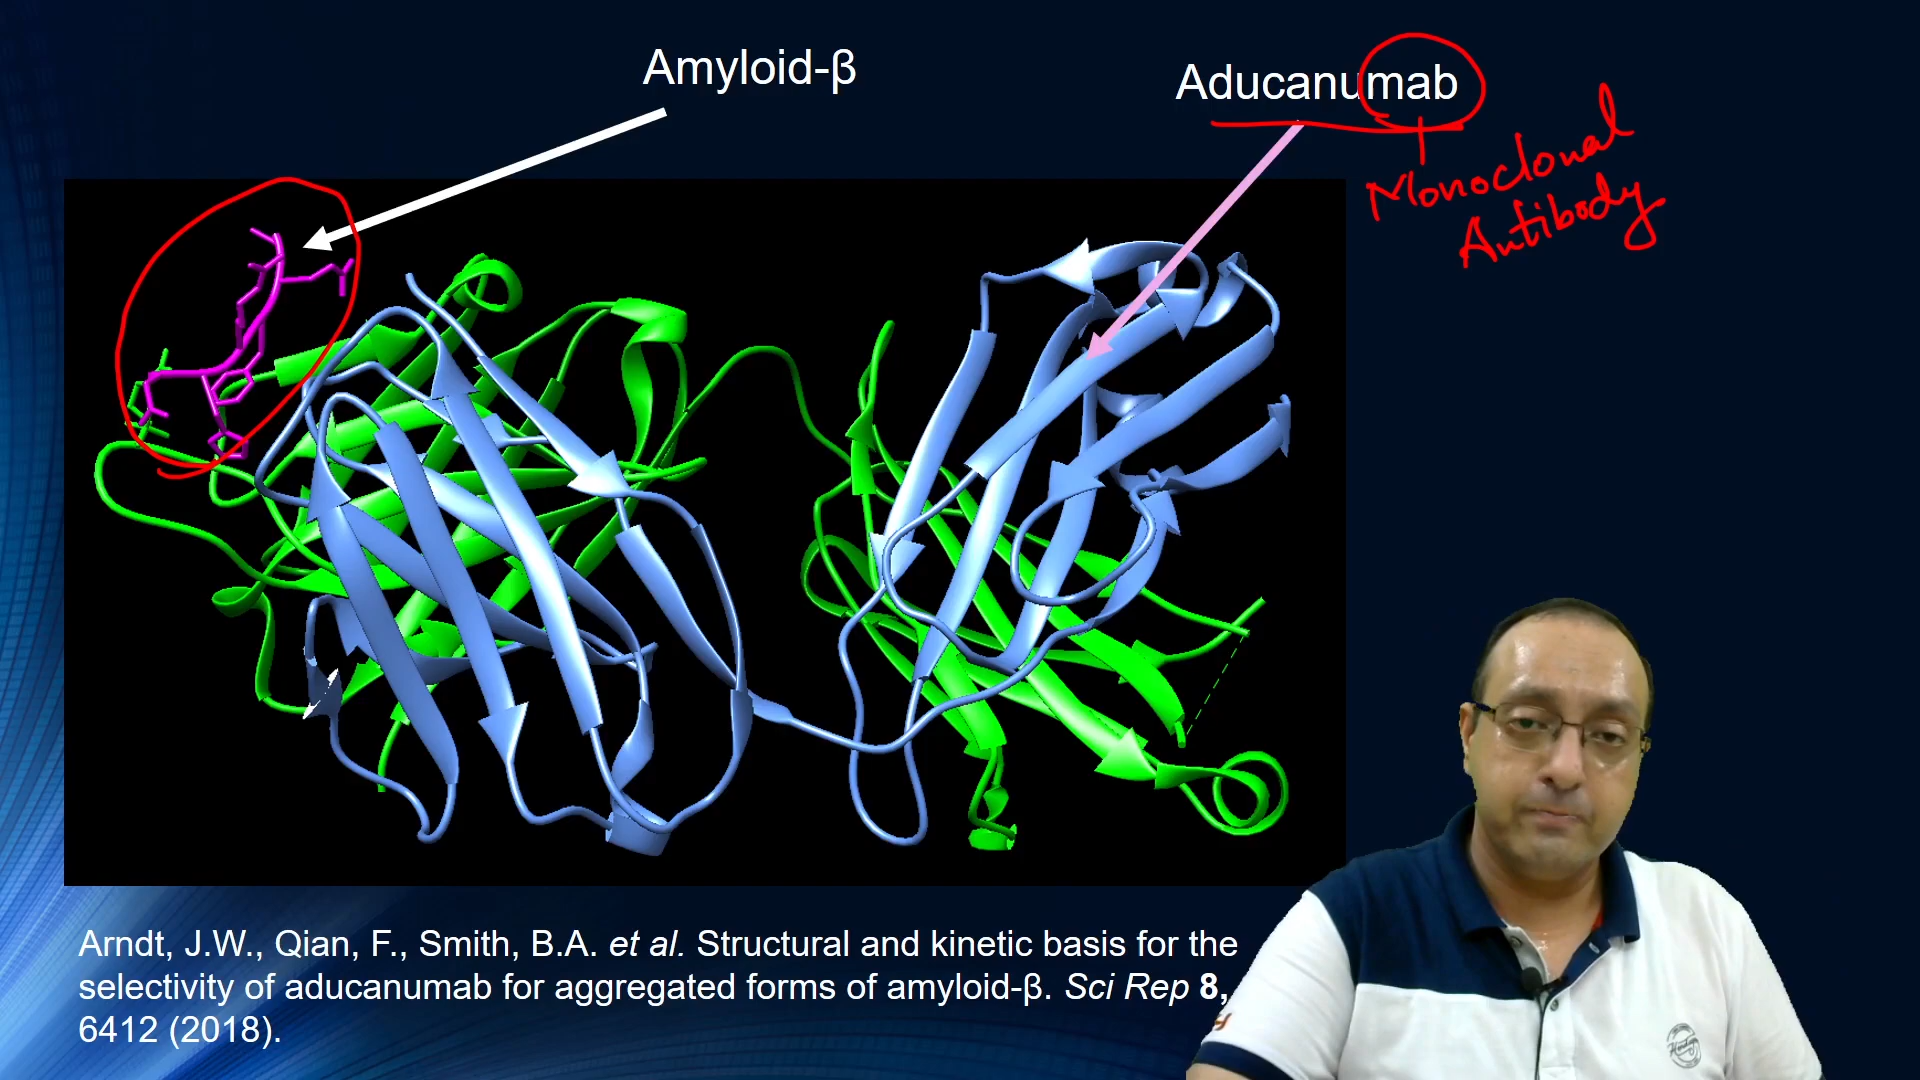 Amyloid-β
Aducanumab
Monoclonal
Antibody
Arndt, J.W., Qian, F., Smith, B.A. et al. Structural and kinetic basis for the
selectivity of aducanumab for aggregated forms of amyloid-β. Sci Rep 8,
6412 (2018).